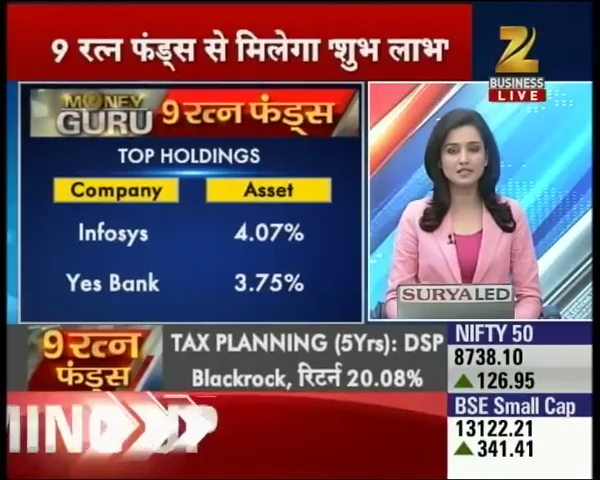 9 रत्न फंड्स से मिलेगा 'शुभ लाभ'
Z
BUSINESS
LIVE
MONEY
GURU
9 रत्न फंड्स
TOP HOLDINGS
Company Asset
Infosys 4.07%
Yes Bank 3.75%
SURYA LED
9 रत्न
फंड्स
TAX PLANNING (5Yrs): DSP
Blackrock, रिटर्न 20.08%
NIFTY 50
8738.10
126.95
BSE Small Cap
13122.21
341.41